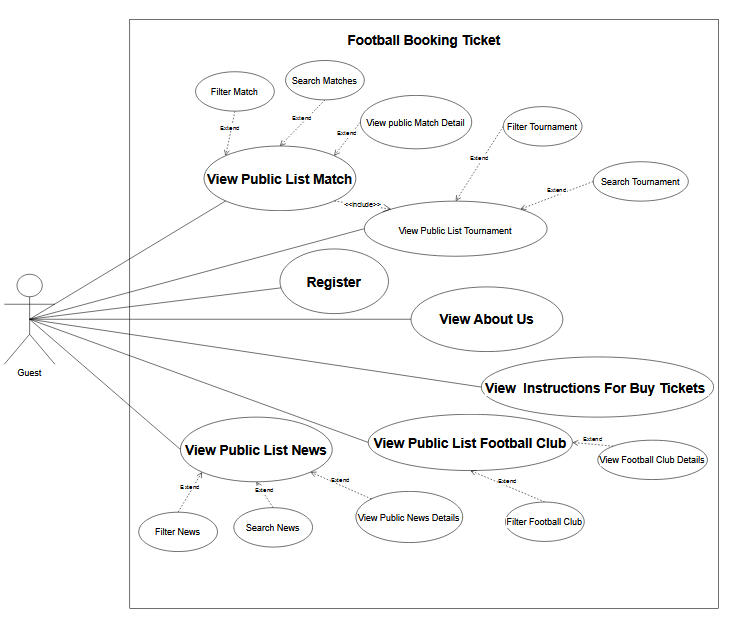 Football Booking Ticket
Search Matches
Filter Match
Extend
View public Match Detail
Extend
Extend
Filter Tournament
Extend
View Public List Match
Search Tournament
Extend
<<include>>
View Public List Tournament
Register
View About Us
Guest
View Instructions For Buy Tickets
View Public List News
View Public List Football Club
Extend
View Football Club Details
Extend
Extend
Extend
Extend
Filter News
Search News
View Public News Details
Filter Football Club